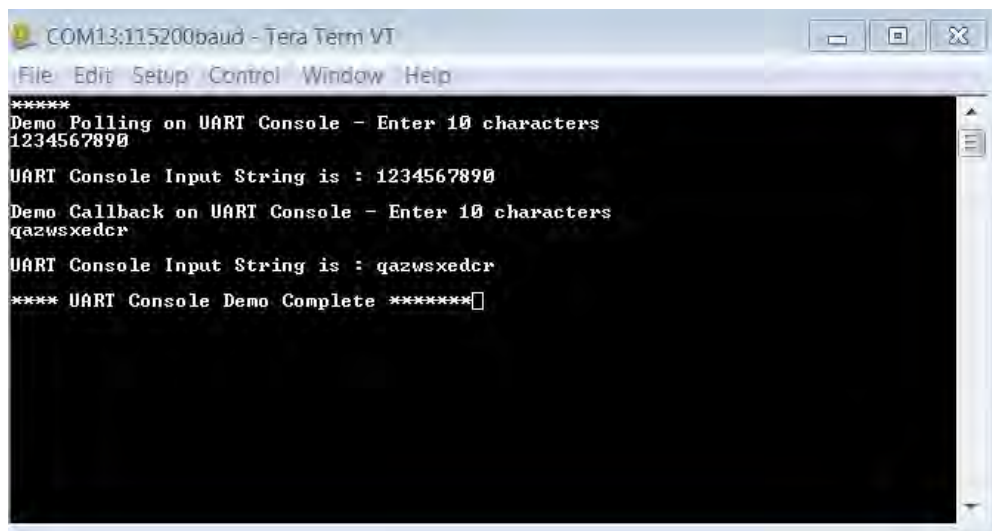 COM13:115200baud - Tera Term VT
File Edit Setup Control Window Help
*****
Demo Polling on UART Console - Enter 10 characters
1234567890
UART Console Input String is : 1234567890
Demo Callback on UART Console - Enter 10 characters
qazwsxedcr
UART Console Input String is : qazwsxedcr
**** UART Console Demo Complete *******